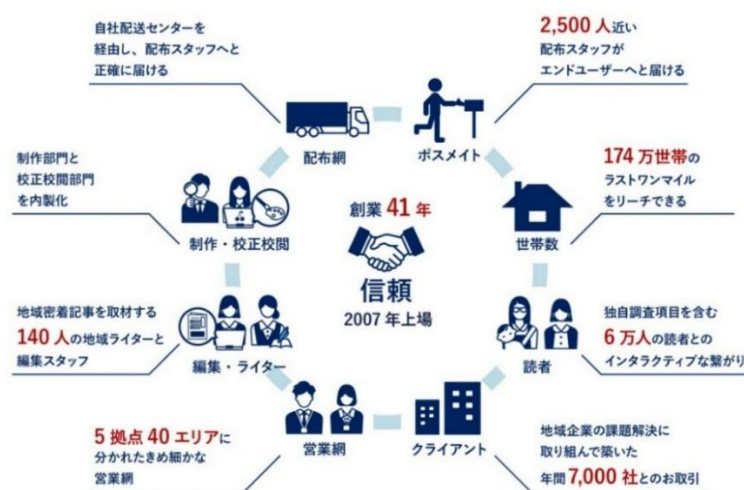 自社配送センターを
経由し、配布スタッフへと
正確に届ける
配布網
2,500人近い
配布スタッフが
エンドユーザーへと届ける
ポスメイト
制作部門と
校正校閲部門
を内製化
制作・校正校閲
創業 41 年
信頼
2007 年上場
174 万世帯の
ラストワンマイル
をリーチできる
世帯数
地域密着記事を取材する
140 人の地域ライターと
編集スタッフ
編集・ライター
独自調査項目を含む
6 万人の読者との
インタラクティブな繋がり
読者
5 拠点 40 エリアに
分かれたきめ細かな
営業網
営業網
クライアント
地域企業の課題解決に
取り組んで築いた
年間 7,000 社とのお取引